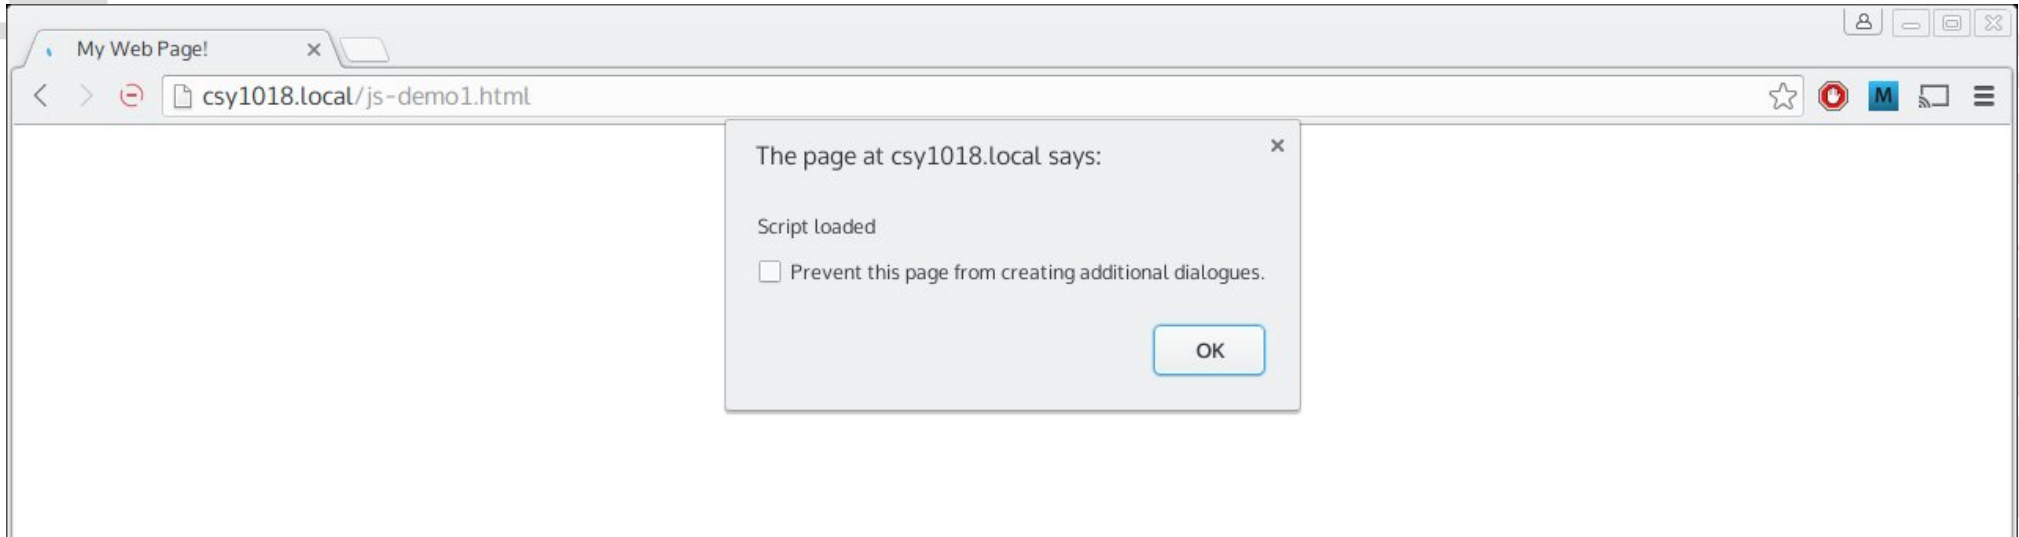 My Web Page!
csy1018.local/js-demo1.html
M
The page at csy1018.local says:
Script loaded
Prevent this page from creating additional dialogues.
OK